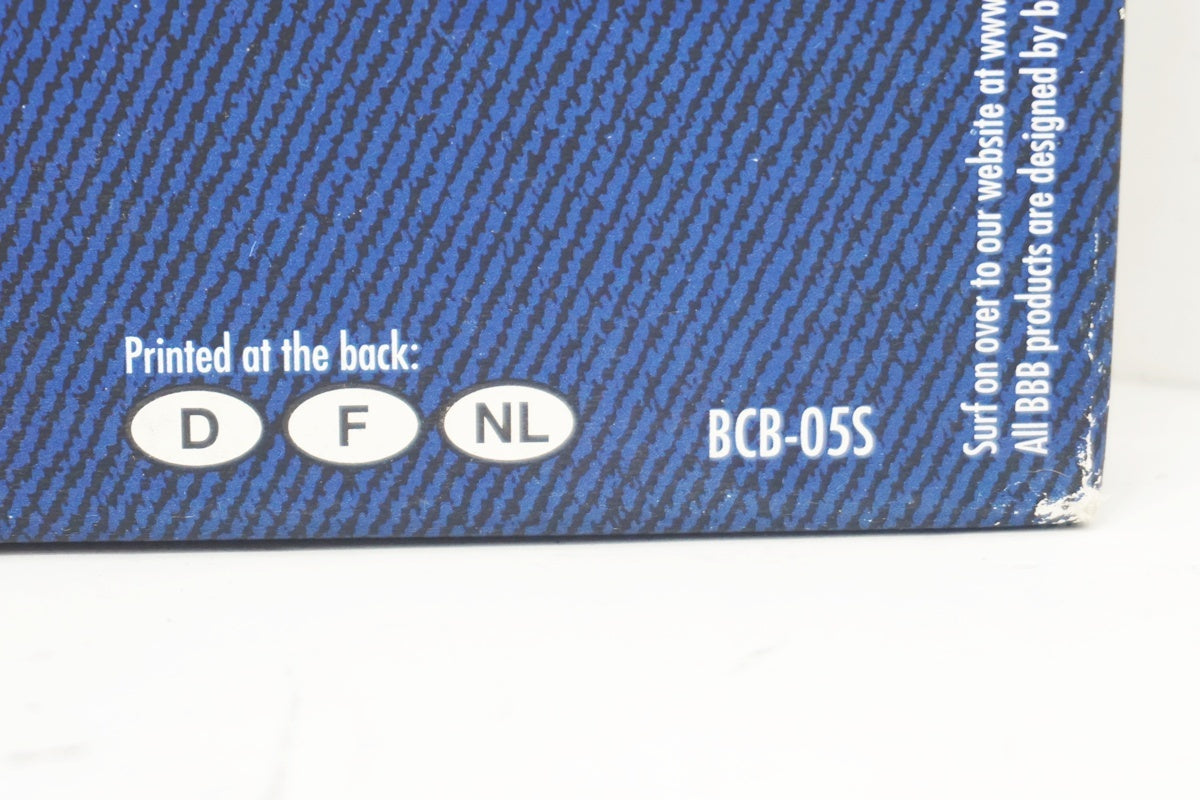 Printed at the back:
D F NL
BCB-05S
Surf on over to our website at www
All BBB products are designed by b